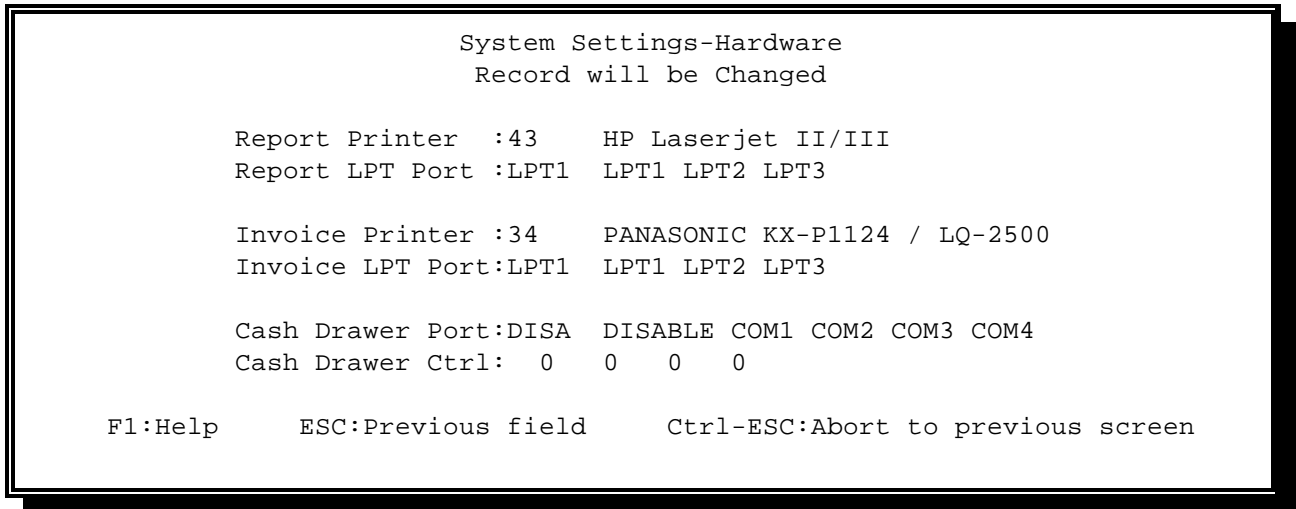 System Settings-Hardware
Record will be Changed
Report Printer :43 HP Laserjet II/III
Report LPT Port :LPT1 LPT1 LPT2 LPT3
Invoice Printer :34 PANASONIC KX-P1124 / LQ-2500
Invoice LPT Port:LPT1 LPT1 LPT2 LPT3
Cash Drawer Port:DISA DISABLE COM1 COM2 COM3 COM4
Cash Drawer Ctrl: 0 0 0 0
F1:Help ESC:Previous field Ctrl-ESC:Abort to previous screen